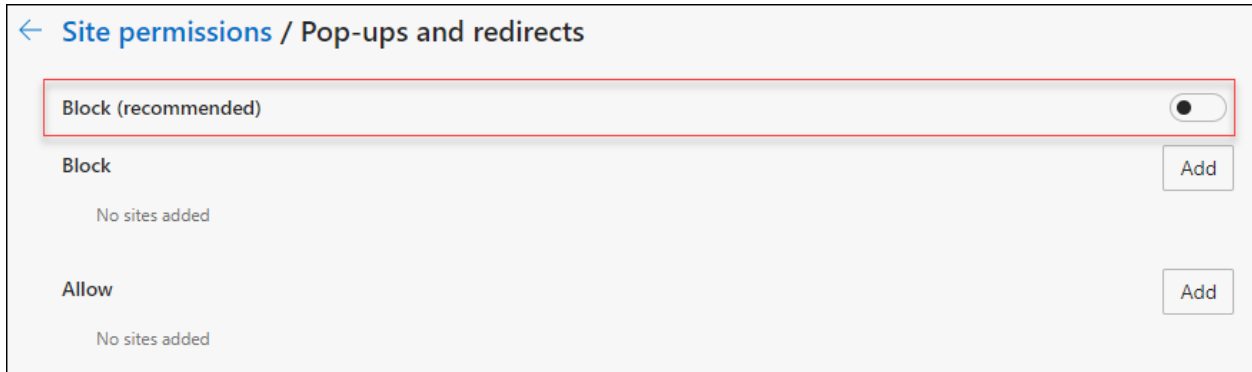 Site permissions / Pop-ups and redirects
Block (recommended)
Block
Add
No sites added
Allow
Add
No sites added